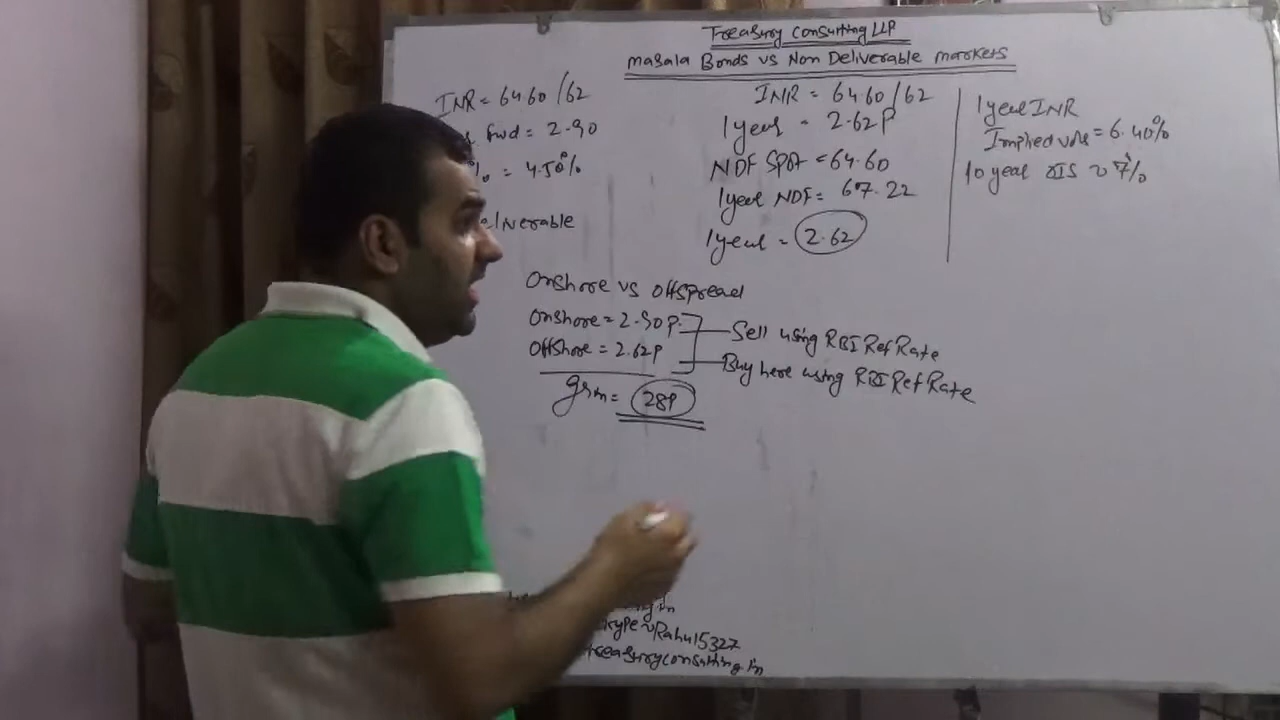 Treasury Consulting LLP
Masala Bonds vs Non Deliverable markets
INR = 64.60/62
Fwd = 2.90
% = 4.50%
INR = 64.60/62
1 year = 2.62P
NDF Spot = 64.60
1 year NDF = 67.22
1 year = 2.62
1 year INR
Implied vols = 6.40%
10 year OIS ~ 7%
Onshore vs Offspread
Onshore = 2.90P
Offshore = 2.62P
= 28P
Sell using RBI Ref Rate
Buy here using RBI Ref Rate
Rahul5327
treasuryconsulting.in